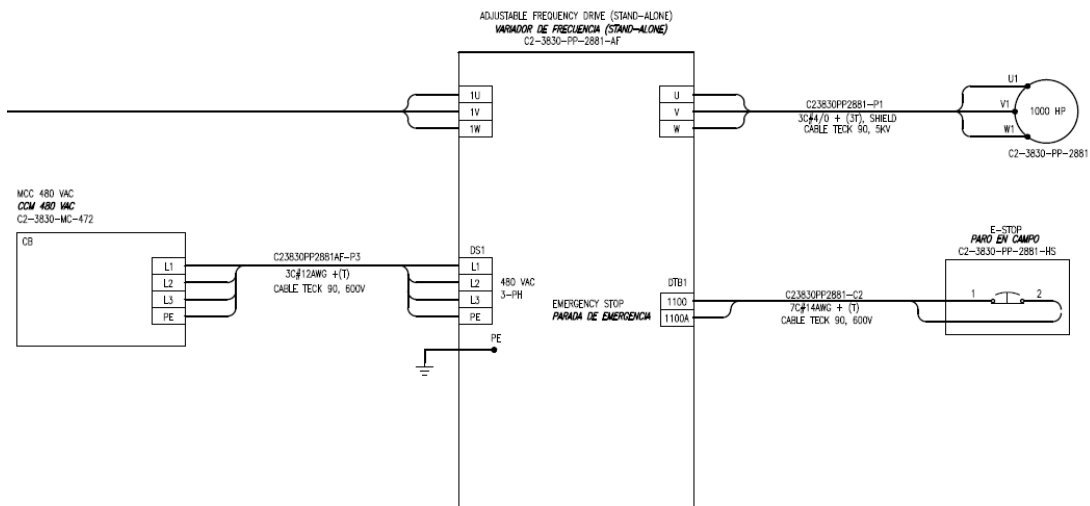 ADJUSTABLE FREQUENCY DRIVE (STAND-ALONE)
VARIADOR DE FRECUENCIA (STAND-ALONE)
C2-3830-PP-2881-AF
1U
1V
1W
U
V
W
C23830PP2881-P1
3C#4/0 + (3T), SHIELD
CABLE TECK 90, 5KV
U1
V1
W1
1000 HP
C2-3830-PP-2881
MCC 480 VAC
CCM 480 VAC
C2-3830-MC-472
CB
L1
L2
L3
PE
C23830PP2881AF-P3
3C#12AWG +(T)
CABLE TECK 90, 600V
DS1
L1
L2
L3
PE
480 VAC
3-PH
PE
EMERGENCY STOP
PARADA DE EMERGENCIA
DTB1
1100
1100A
C23830PP2881-C2
7C#14AWG + (T)
CABLE TECK 90, 600V
E-STOP
PARO EN CAMPO
C2-3830-PP-2881-HS
1
2